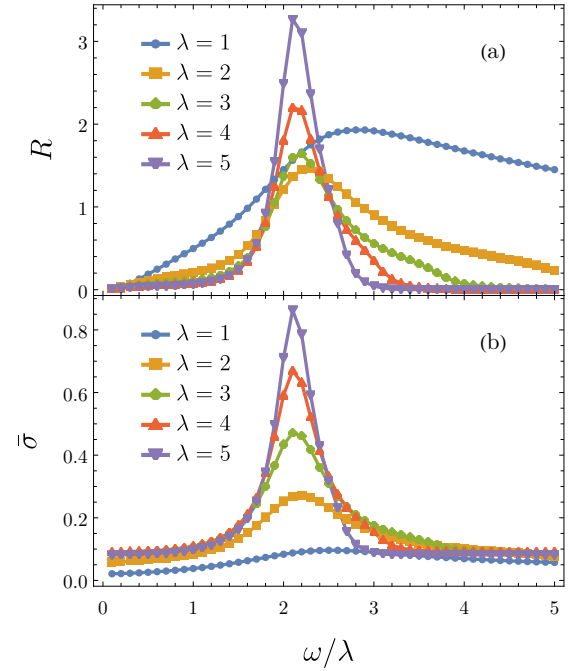 3
2
1
0
R
λ = 1
λ = 2
λ = 3
λ = 4
λ = 5
(a)
0.8
0.6
0.4
0.2
0.0
σ̄
λ = 1
λ = 2
λ = 3
λ = 4
λ = 5
(b)
0 1 2 3 4 5
ω/λ